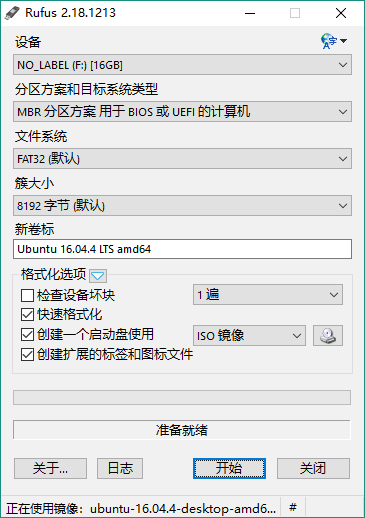 Rufus 2.18.1213
设备
NO_LABEL (F:) [16GB]
分区方案和目标系统类型
MBR 分区方案 用于 BIOS 或 UEFI 的计算机
文件系统
FAT32 (默认)
簇大小
8192 字节 (默认)
新卷标
Ubuntu 16.04.4 LTS amd64
格式化选项
检查设备坏块 1 遍
快速格式化
创建一个启动盘使用 ISO 镜像
创建扩展的标签和图标文件
准备就绪
关于... 日志 开始 关闭
正在使用镜像: ubuntu-16.04.4-desktop-amd6... #